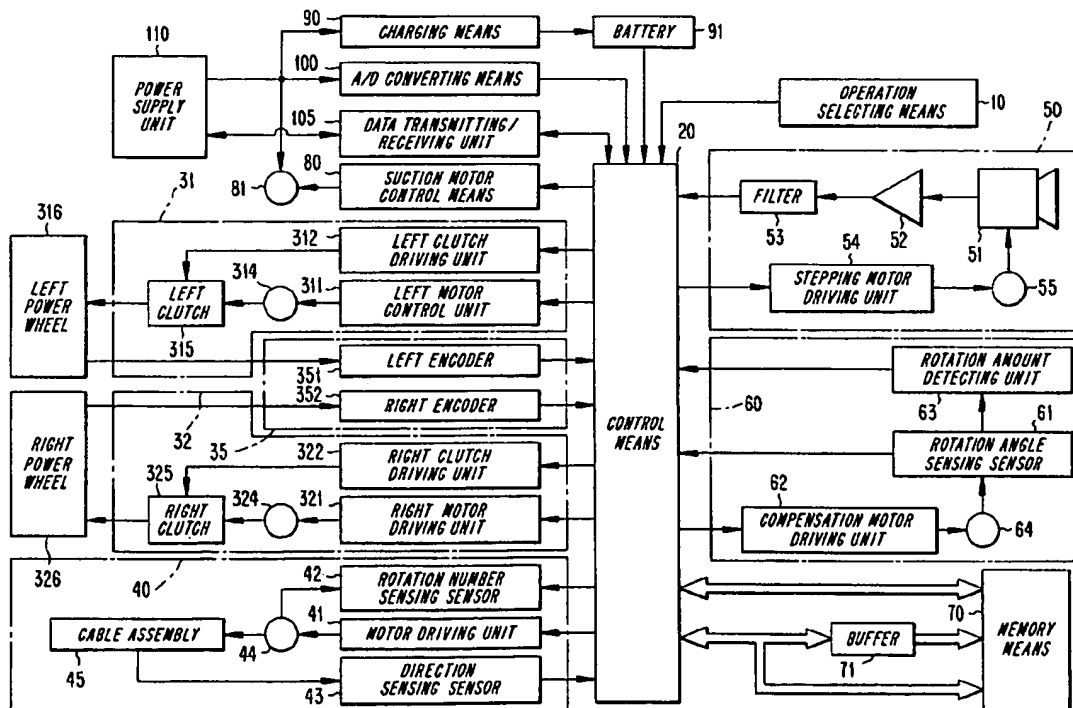 110
POWER
SUPPLY
UNIT
90
CHARGING MEANS
BATTERY
91
100
A/D CONVERTING MEANS
105
DATA TRANSMITTING/
RECEIVING UNIT
80
SUCTION MOTOR
CONTROL MEANS
81
OPERATION
SELECTING MEANS
10
20
CONTROL
MEANS
50
FILTER
53
52
51
54
STEPPING MOTOR
DRIVING UNIT
55
316
LEFT
POWER
WHEEL
31
312
LEFT CLUTCH
DRIVING UNIT
314
311
LEFT MOTOR
CONTROL UNIT
LEFT
CLUTCH
315
LEFT ENCODER
351
352
RIGHT ENCODER
32
35
RIGHT
POWER
WHEEL
326
322
RIGHT CLUTCH
DRIVING UNIT
325
RIGHT
CLUTCH
324
321
RIGHT MOTOR
DRIVING UNIT
ROTATION AMOUNT
DETECTING UNIT
60
63
61
ROTATION ANGLE
SENSING SENSOR
62
COMPENSATION MOTOR
DRIVING UNIT
64
40
42
ROTATION NUMBER
SENSING SENSOR
41
MOTOR DRIVING UNIT
CABLE ASSEMBLY
44
45
DIRECTION
SENSING SENSOR
43
70
MEMORY
MEANS
BUFFER
71